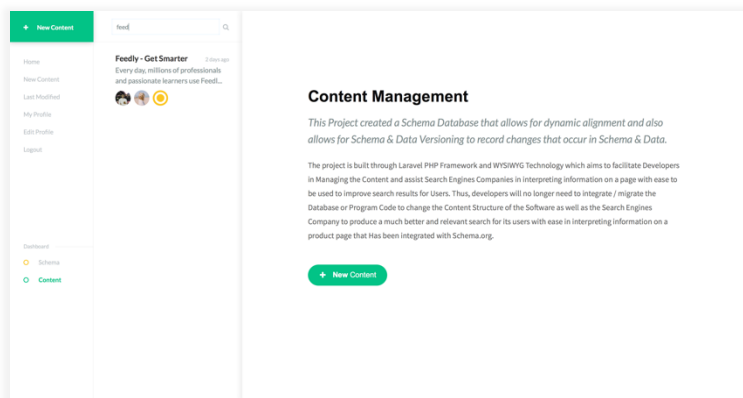 + New Content
Home
New Content
Last Modified
My Profile
Edit Profile
Logout
Dashboard
Schema
Content
feed
Feedly - Get Smarter 2 days ago
Every day, millions of professionals
and passionate learners use Feedl...
Content Management
This Project created a Schema Database that allows for dynamic alignment and also
allows for Schema & Data Versioning to record changes that occur in Schema & Data.
The project is built through Laravel PHP Framework and WYSIWYG Technology which aims to facilitate Developers
in Managing the Content and assist Search Engines Companies in interpreting information on a page with ease to
be used to improve search results for Users. Thus, developers will no longer need to integrate / migrate the
Database or Program Code to change the Content Structure of the Software as well as the Search Engines
Company to produce a much better and relevant search for its users with ease in interpreting information on a
product page that Has been integrated with Schema.org.
+ New Content